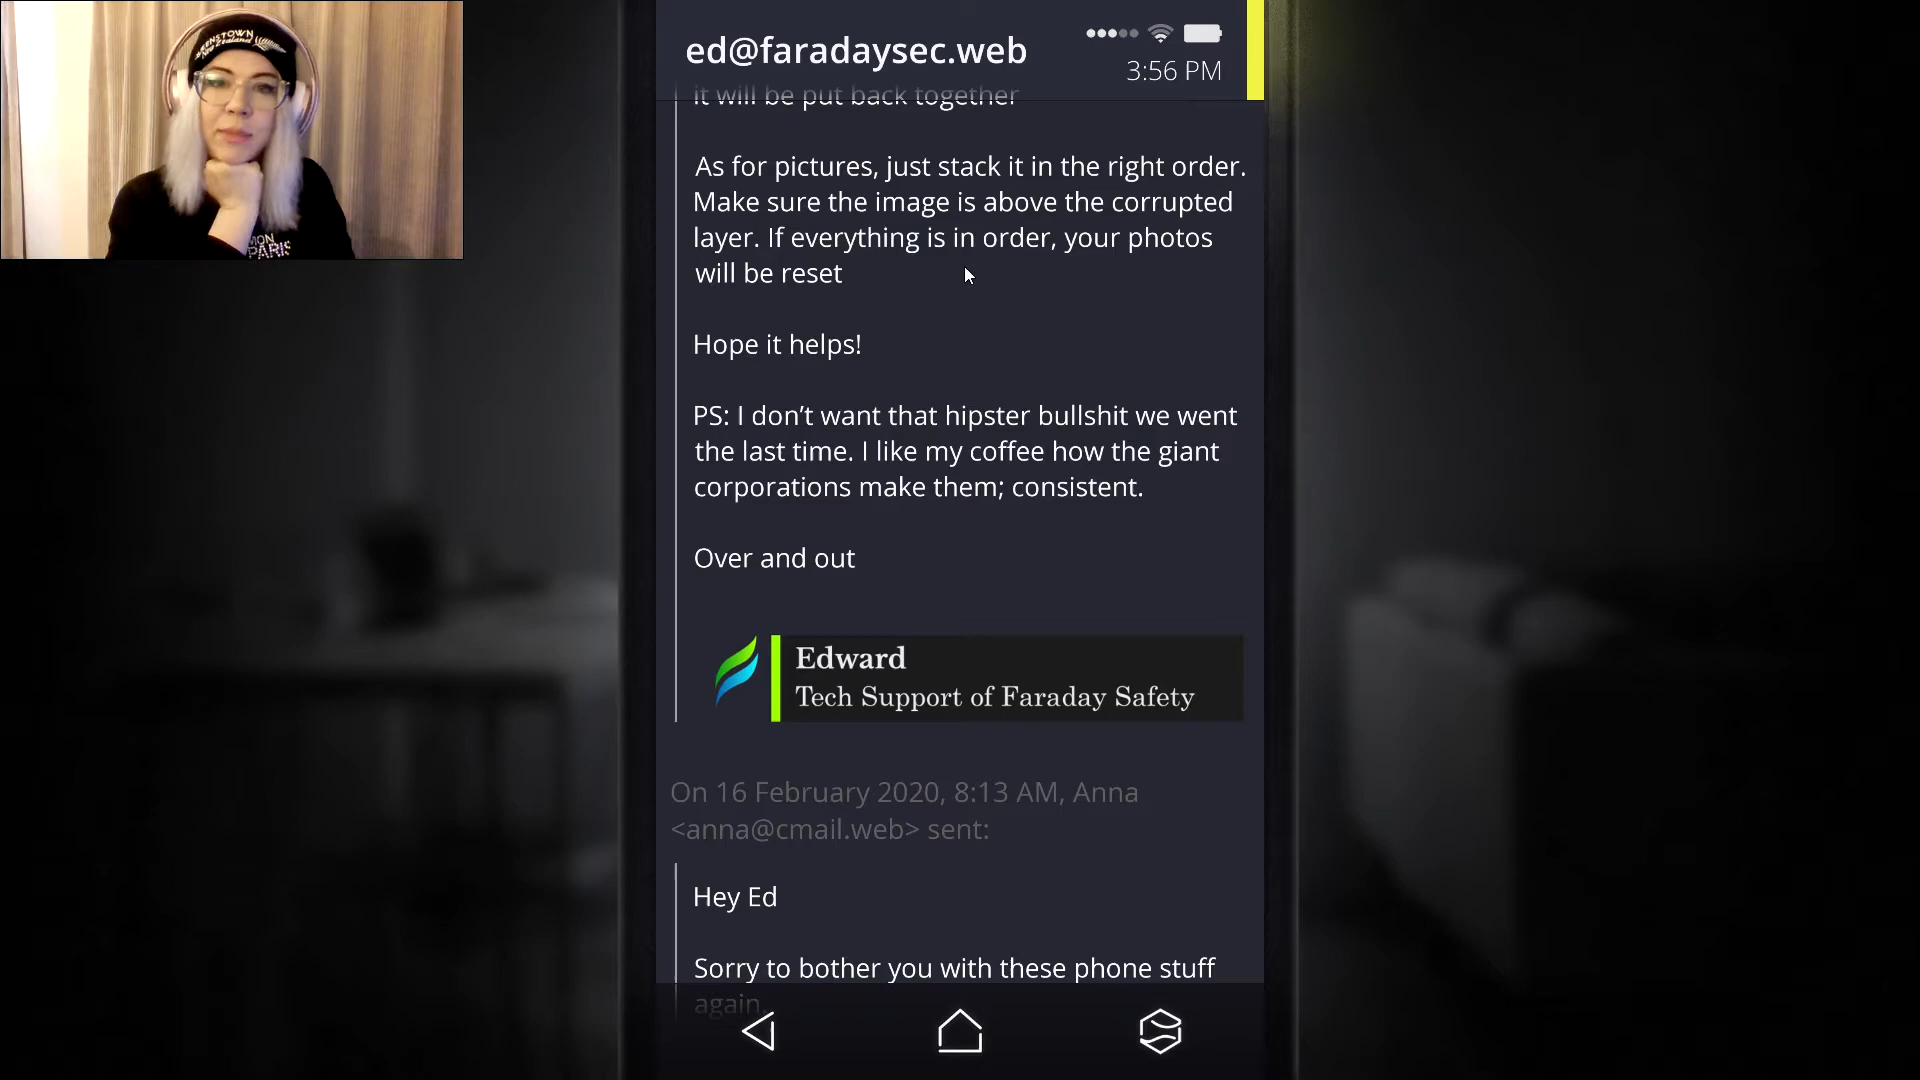 QUEENSTOWN
New Zealand
MON
PARIS
ed@faradaysec.web
3:56 PM
it will be put back together
As for pictures, just stack it in the right order.
Make sure the image is above the corrupted
layer. If everything is in order, your photos
will be reset
Hope it helps!
PS: I don’t want that hipster bullshit we went
the last time. I like my coffee how the giant
corporations make them; consistent.
Over and out
Edward
Tech Support of Faraday Safety
On 16 February 2020, 8:13 AM, Anna
<anna@cmail.web> sent:
Hey Ed
Sorry to bother you with these phone stuff
again.